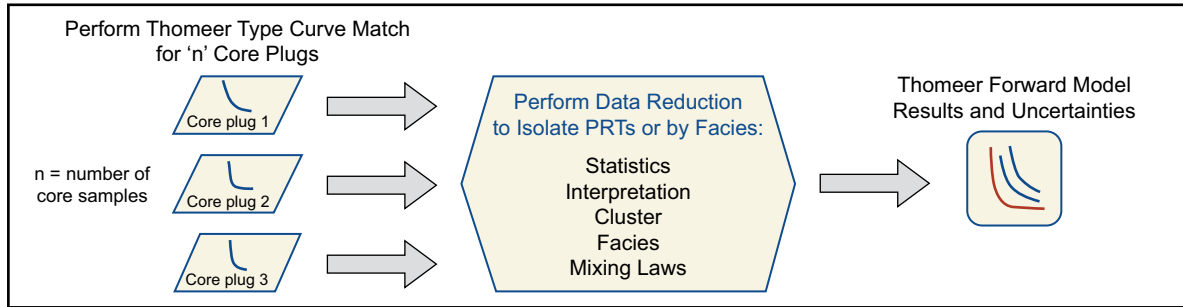 Perform Thomeer Type Curve Match
for ‘n’ Core Plugs
Core plug 1
n = number of
core samples
Core plug 2
Core plug 3
Perform Data Reduction
to Isolate PRTs or by Facies:
Statistics
Interpretation
Cluster
Facies
Mixing Laws
Thomeer Forward Model
Results and Uncertainties